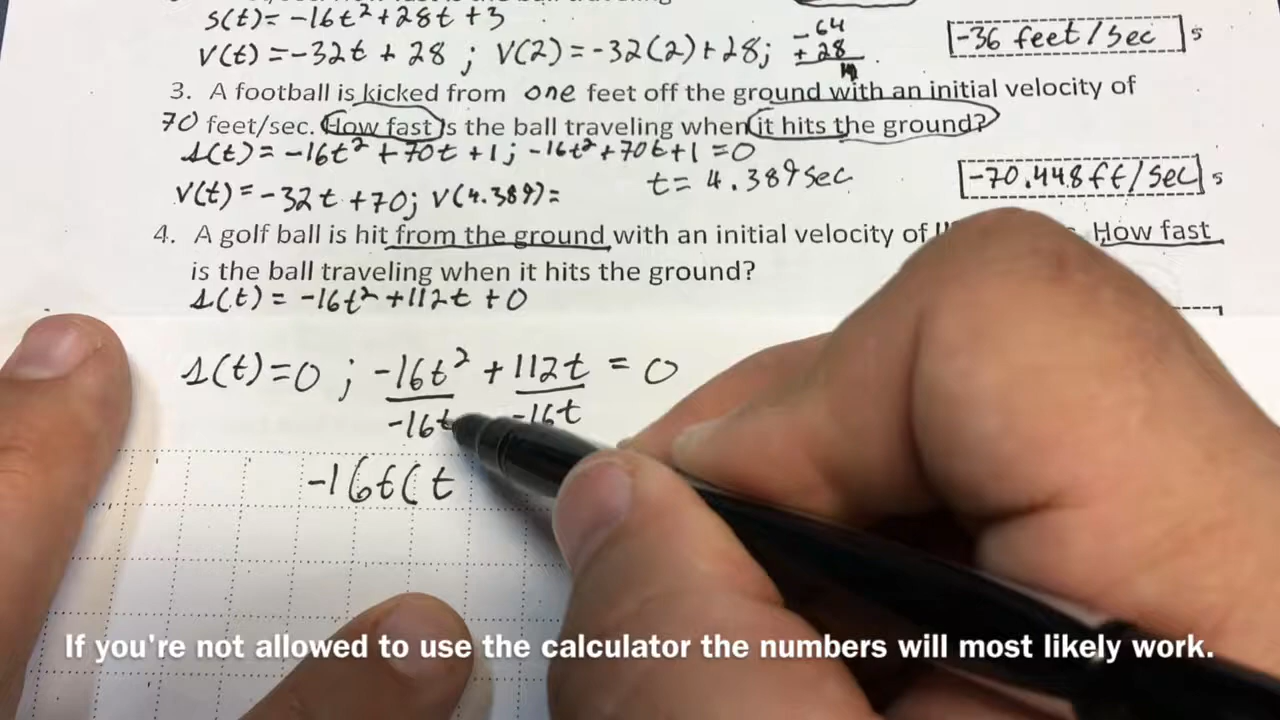 s(t) = -16t² + 28t + 3
v(t) = -32t + 28 ; v(2) = -32(2) + 28; -64
+ 28
-36 feet/sec s
3. A football is kicked from one feet off the ground with an initial velocity of
70 feet/sec. How fast is the ball traveling when it hits the ground?
s(t) = -16t² + 70t + 1 ; -16t² + 70t + 1 = 0
t = 4.389 sec
-70.448 ft/sec s
v(t) = -32t + 70; v(4.389) =
4. A golf ball is hit from the ground with an initial velocity of How fast
is the ball traveling when it hits the ground?
s(t) = -16t² + 112t + 0
s(t) = 0 ; -16t² + 112t = 0
-16t -16t
-16t(t
If you're not allowed to use the calculator the numbers will most likely work.